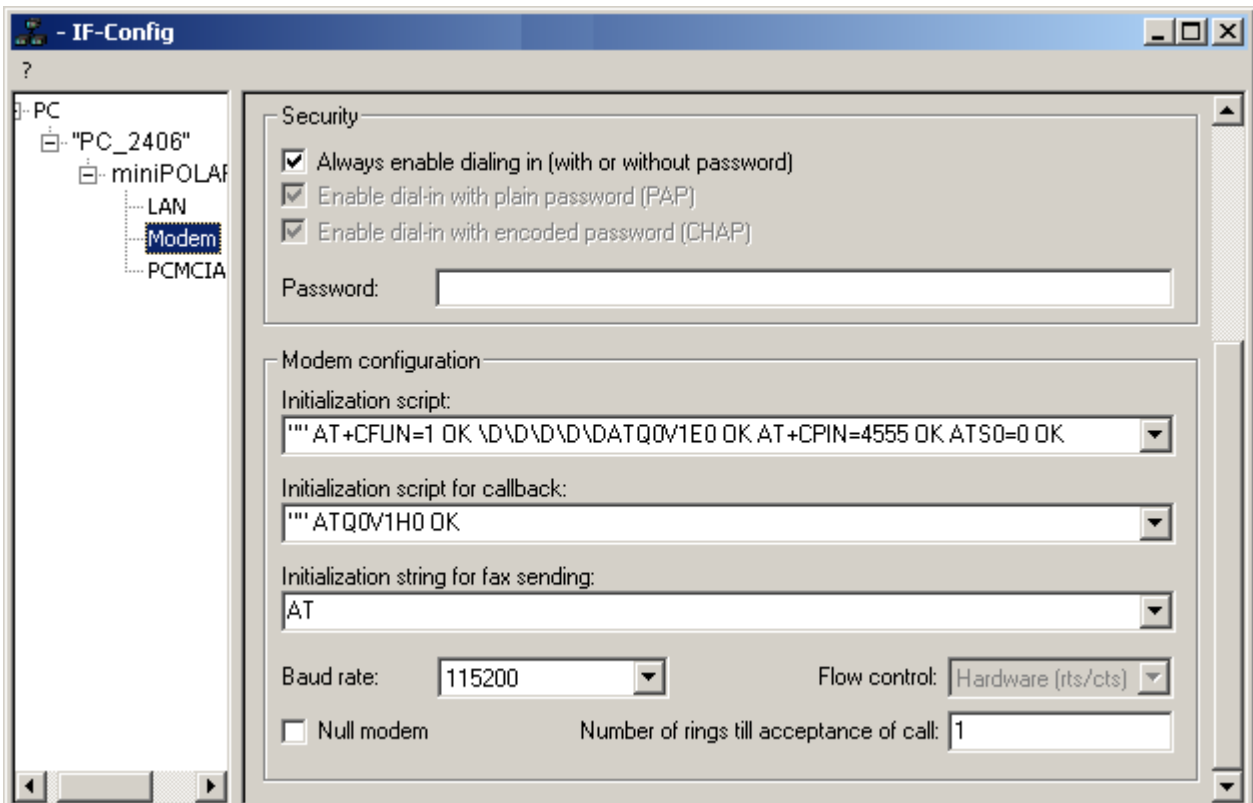 - IF-Config
?
PC
"PC_2406"
miniPOLAR
LAN
Modem
PCMCIA
Security
Always enable dialing in (with or without password)
Enable dial-in with plain password (PAP)
Enable dial-in with encoded password (CHAP)
Password:
Modem configuration
Initialization script:
"" AT+CFUN=1 OK \D\D\D\D\DATQ0V1E0 OK AT+CPIN=4555 OK ATS0=0 OK
Initialization script for callback:
"" ATQ0V1H0 OK
Initialization string for fax sending:
AT
Baud rate: 115200 Flow control: Hardware (rts/cts)
Null modem Number of rings till acceptance of call: 1